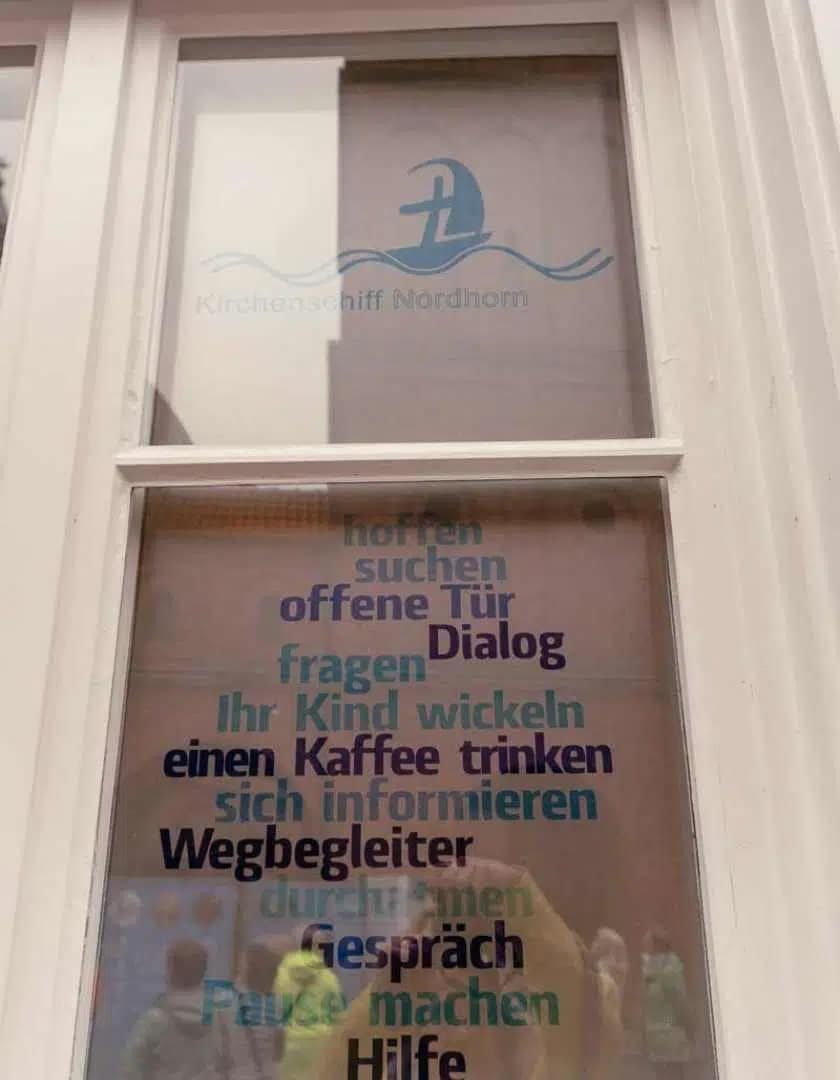 Kirchenschiff Nordhorn
hoffen
suchen
offene Tür
Dialog
fragen
Ihr Kind wickeln
einen Kaffee trinken
sich informieren
Wegbegleiter
durchatmen
Gespräch
Pause machen
Hilfe